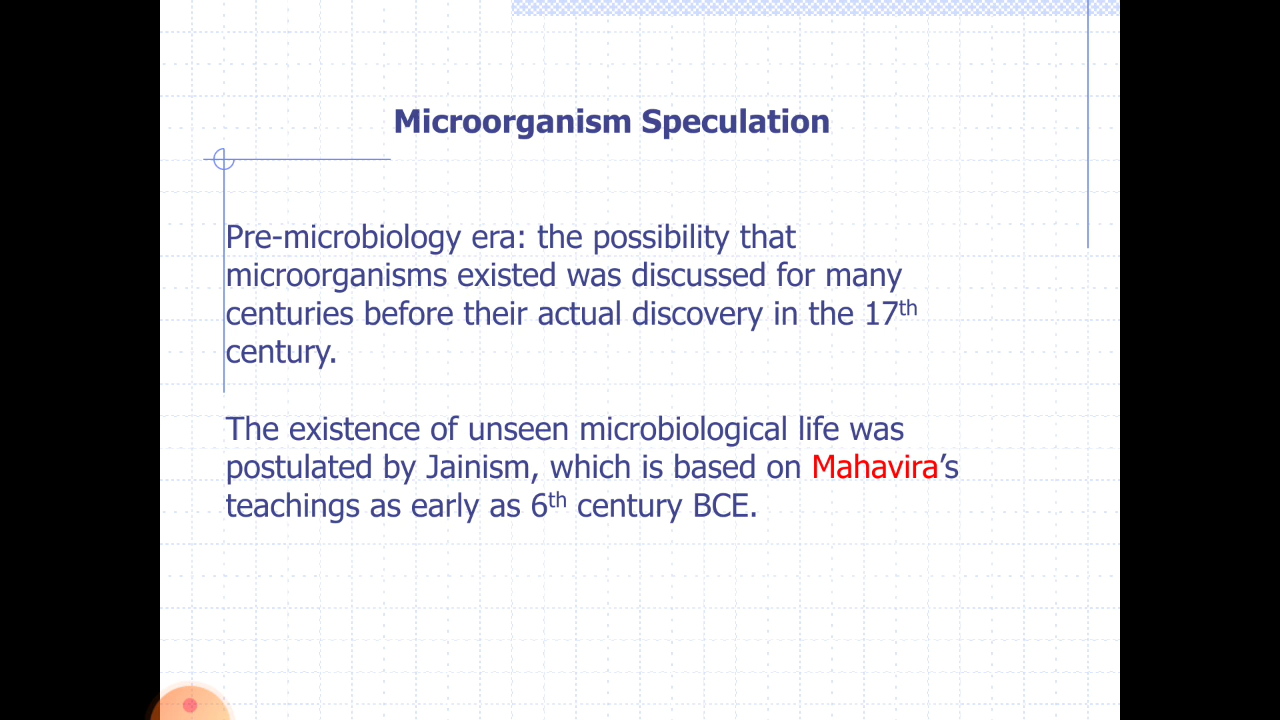 Microorganism Speculation
Pre-microbiology era: the possibility that
microorganisms existed was discussed for many
centuries before their actual discovery in the 17th
century.
The existence of unseen microbiological life was
postulated by Jainism, which is based on Mahavira’s
teachings as early as 6th century BCE.